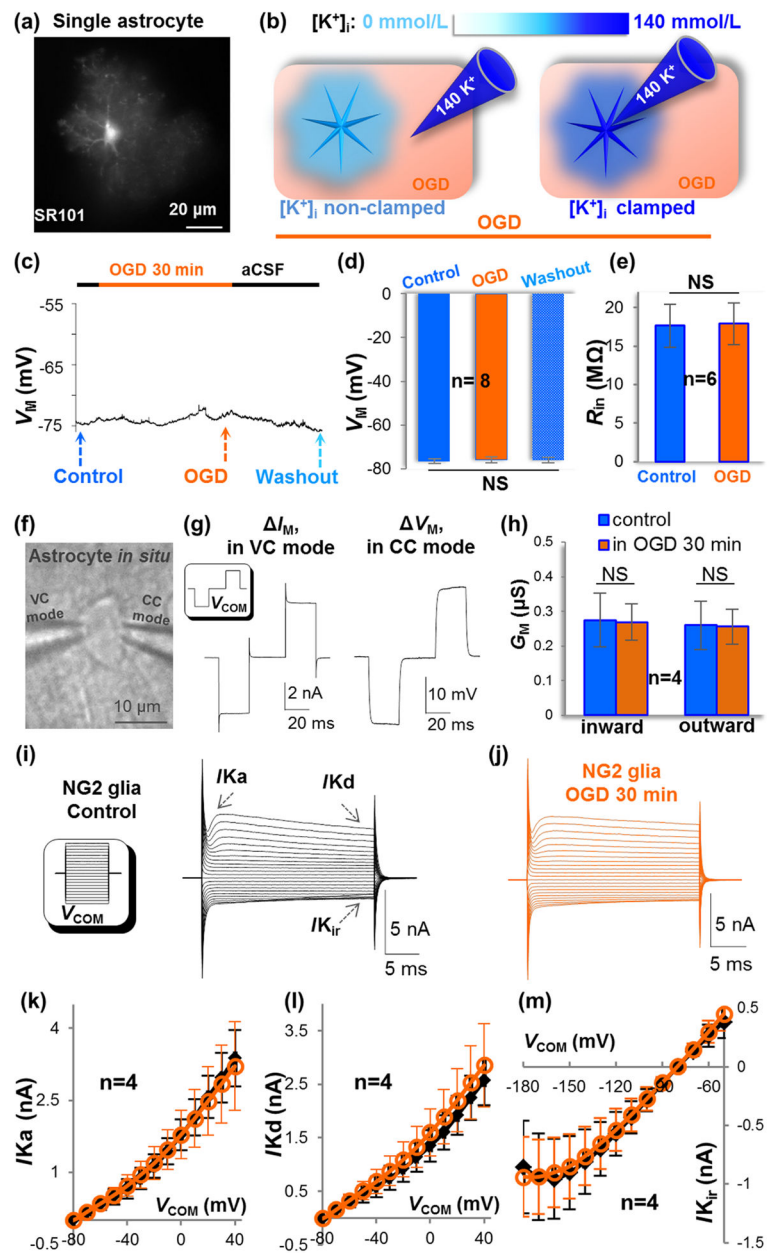 (a) Single astrocyte
SR101
20 µm
(b) [K⁺]i: 0 mmol/L 140 mmol/L
140 K⁺
OGD
[K⁺]i non-clamped
140 K⁺
OGD
[K⁺]i clamped
OGD
(c)
OGD 30 min aCSF
-55
-65
-75
VM (mV)
Control OGD Washout
(d)
Control OGD Washout
0
-20
-40
-60
-80
VM (mV)
n= 8
NS
(e)
NS
25
20
15
10
5
0
Rin (MΩ)
n=6
Control OGD
(f)
Astrocyte in situ
VC mode
CC mode
10 µm
(g)
ΔIM, in VC mode
ΔVM, in CC mode
VCOM
2 nA
20 ms
10 mV
20 ms
(h)
control
in OGD 30 min
NS NS
0.4
0.3
0.2
0.1
0
GM (µS)
n=4
inward outward
(i)
NG2 glia
Control
VCOM
IKa
IKd
IKir
5 nA
5 ms
(j)
NG2 glia
OGD 30 min
5 nA
5 ms
(k)
4
2.5
1
-0.5
IKa (nA)
n=4
VCOM (mV)
-80 -40 0 40
(l)
3.5
2.5
1.5
0.5
-0.5
IKd (nA)
n=4
VCOM (mV)
-80 -40 0 40
(m)
VCOM (mV)
-180 -150 -120 -90 -60
0.5
0
-0.5
-1
-1.5
IKir (nA)
n=4